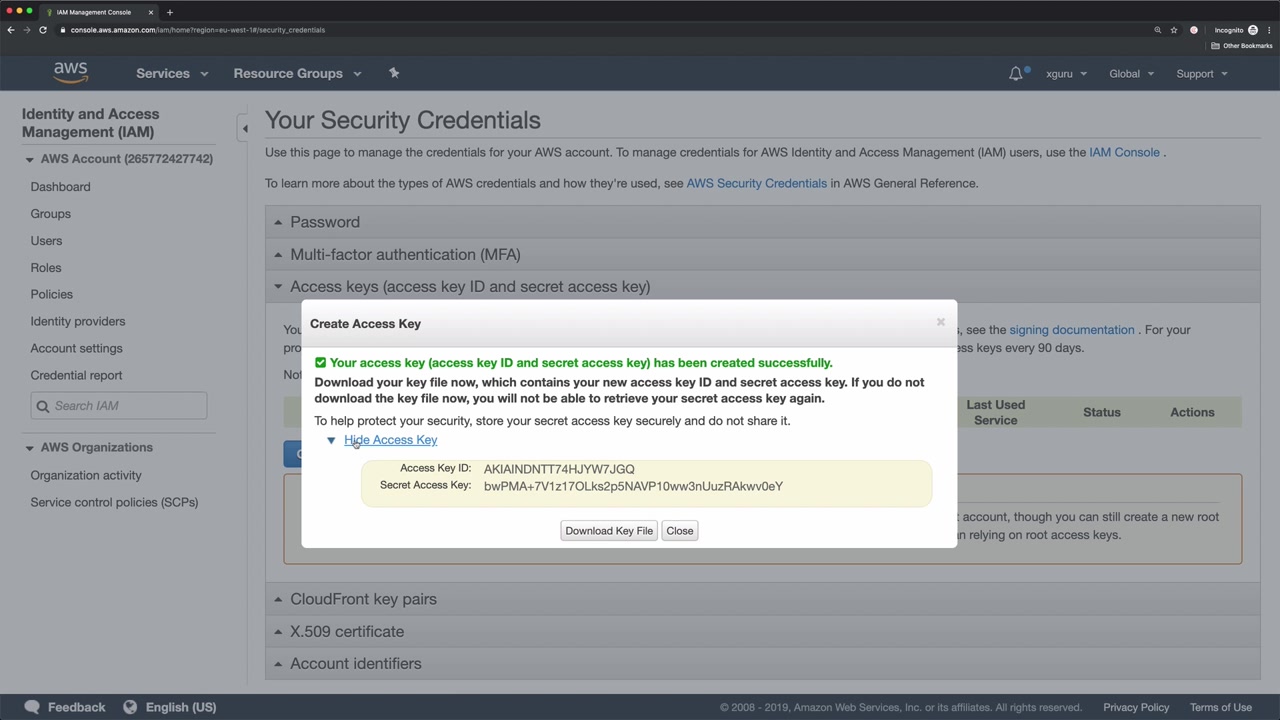 IAM Management Console
console.aws.amazon.com/iam/home?region=eu-west-1#/security_credentials
Incognito
Other Bookmarks
aws
Services
Resource Groups
xguru
Global
Support
Identity and Access
Management (IAM)
AWS Account (265772427742)
Dashboard
Groups
Users
Roles
Policies
Identity providers
Account settings
Credential report
Search IAM
AWS Organizations
Organization activity
Service control policies (SCPs)
Your Security Credentials
Use this page to manage the credentials for your AWS account. To manage credentials for AWS Identity and Access Management (IAM) users, use the IAM Console .
To learn more about the types of AWS credentials and how they're used, see AWS Security Credentials in AWS General Reference.
Password
Multi-factor authentication (MFA)
Access keys (access key ID and secret access key)
, see the signing documentation . For your
keys every 90 days.
Last Used
Service
Status
Actions
account, though you can still create a new root
relying on root access keys.
Create Access Key
Your access key (access key ID and secret access key) has been created successfully.
Download your key file now, which contains your new access key ID and secret access key. If you do not
download the key file now, you will not be able to retrieve your secret access key again.
To help protect your security, store your secret access key securely and do not share it.
Hide Access Key
Access Key ID: AKIAINDNTT74HJYW7JGQ
Secret Access Key: bwPMA+7V1z17OLks2p5NAVP10ww3nUuzRAkwv0eY
Download Key File
Close
CloudFront key pairs
X.509 certificate
Account identifiers
Feedback
English (US)
© 2008 - 2019, Amazon Web Services, Inc. or its affiliates. All rights reserved.
Privacy Policy
Terms of Use